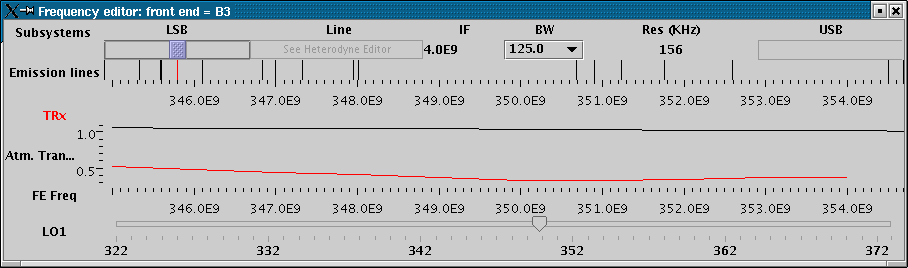 Frequency editor: front end = B3
Subsystems LSB Line IF BW Res (KHz) USB
See Heterodyne Editor 4.0E9 125.0 156
Emission lines
346.0E9 347.0E9 348.0E9 349.0E9 350.0E9 351.0E9 352.0E9 353.0E9 354.0E9
TRx
1.0
Atm. Tran...
0.5
FE Freq
346.0E9 347.0E9 348.0E9 349.0E9 350.0E9 351.0E9 352.0E9 353.0E9 354.0E9
LO1
322 332 342 352 362 372